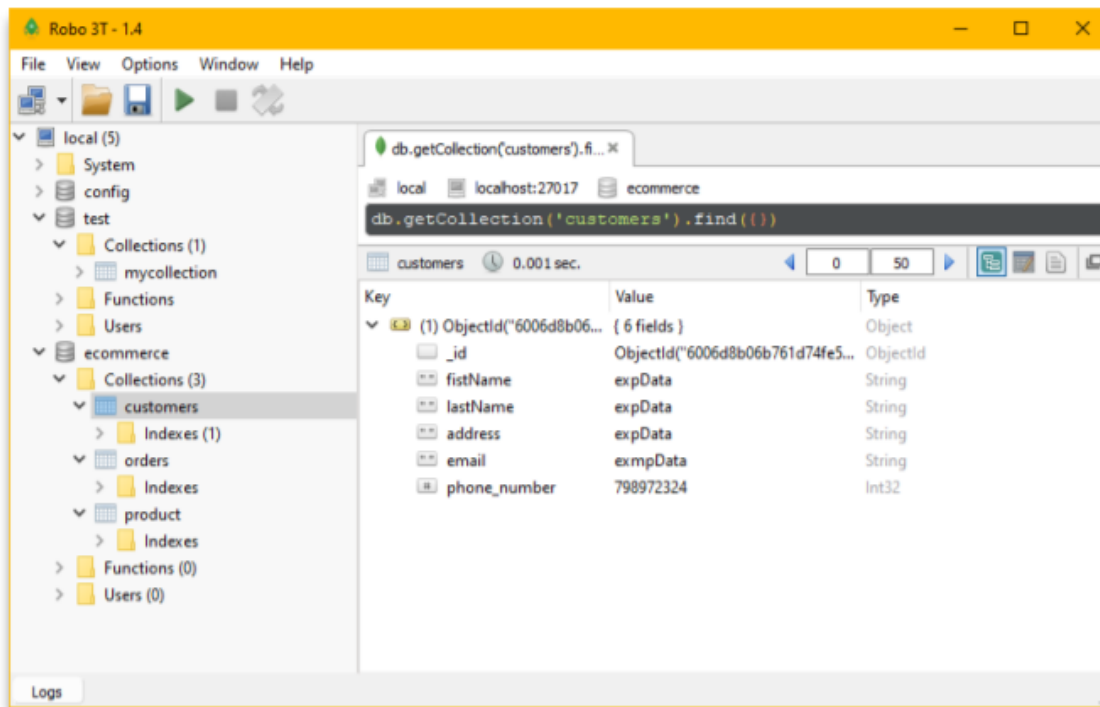 Robo 3T - 1.4
File View Options Window Help
local (5)
System
config
test
Collections (1)
mycollection
Functions
Users
ecommerce
Collections (3)
customers
Indexes (1)
orders
Indexes
product
Indexes
Functions (0)
Users (0)
db.getCollection('customers').fi...
local localhost:27017 ecommerce
db.getCollection('customers').find({})
customers 0.001 sec. 0 50
Key Value Type
(1) ObjectId("6006d8b06... { 6 fields } Object
_id ObjectId("6006d8b06b761d74fe5... ObjectId
fistName expData String
lastName expData String
address expData String
email exmpData String
phone_number 798972324 Int32
Logs